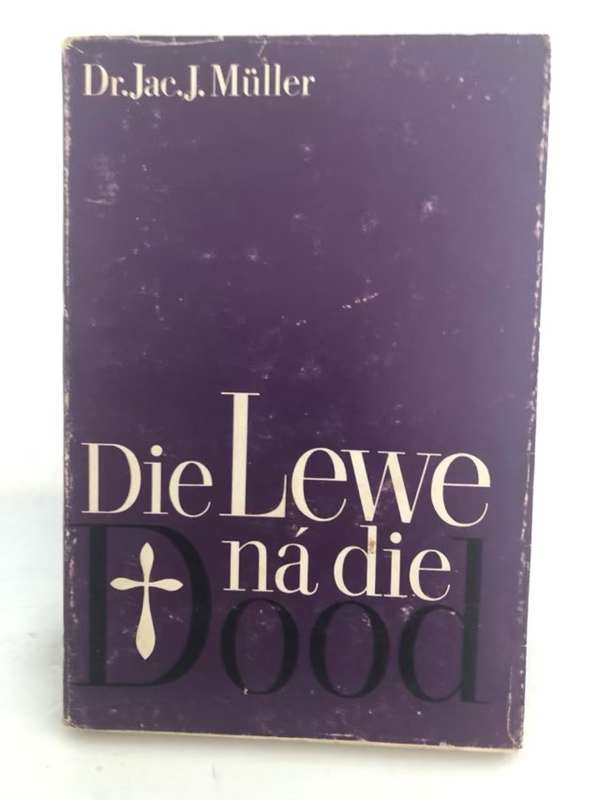 Dr. Jac. J. Müller
Die Lewe
ná die
Dood